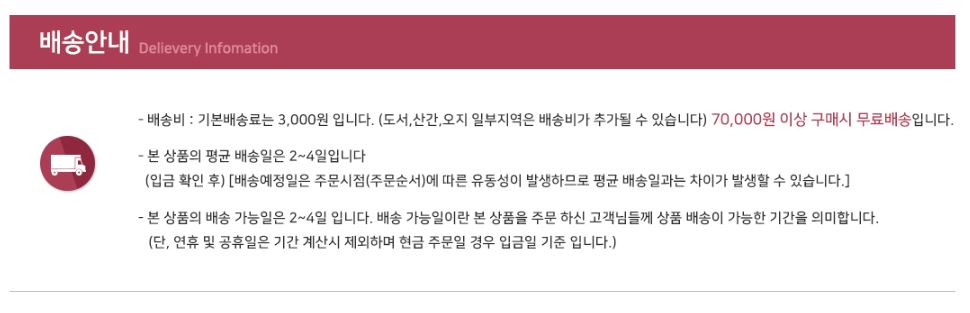 배송안내 Delievery Infomation
- 배송비 : 기본배송료는 3,000원 입니다. (도서,산간,오지 일부지역은 배송비가 추가될 수 있습니다) 70,000원 이상 구매시 무료배송입니다.
- 본 상품의 평균 배송일은 2~4일입니다
(입금 확인 후) [배송예정일은 주문시점(주문순서)에 따른 유동성이 발생하므로 평균 배송일과는 차이가 발생할 수 있습니다.]
- 본 상품의 배송 가능일은 2~4일 입니다. 배송 가능일이란 본 상품을 주문 하신 고객님들께 상품 배송이 가능한 기간을 의미합니다.
(단, 연휴 및 공휴일은 기간 계산시 제외하며 현금 주문일 경우 입금일 기준 입니다.)